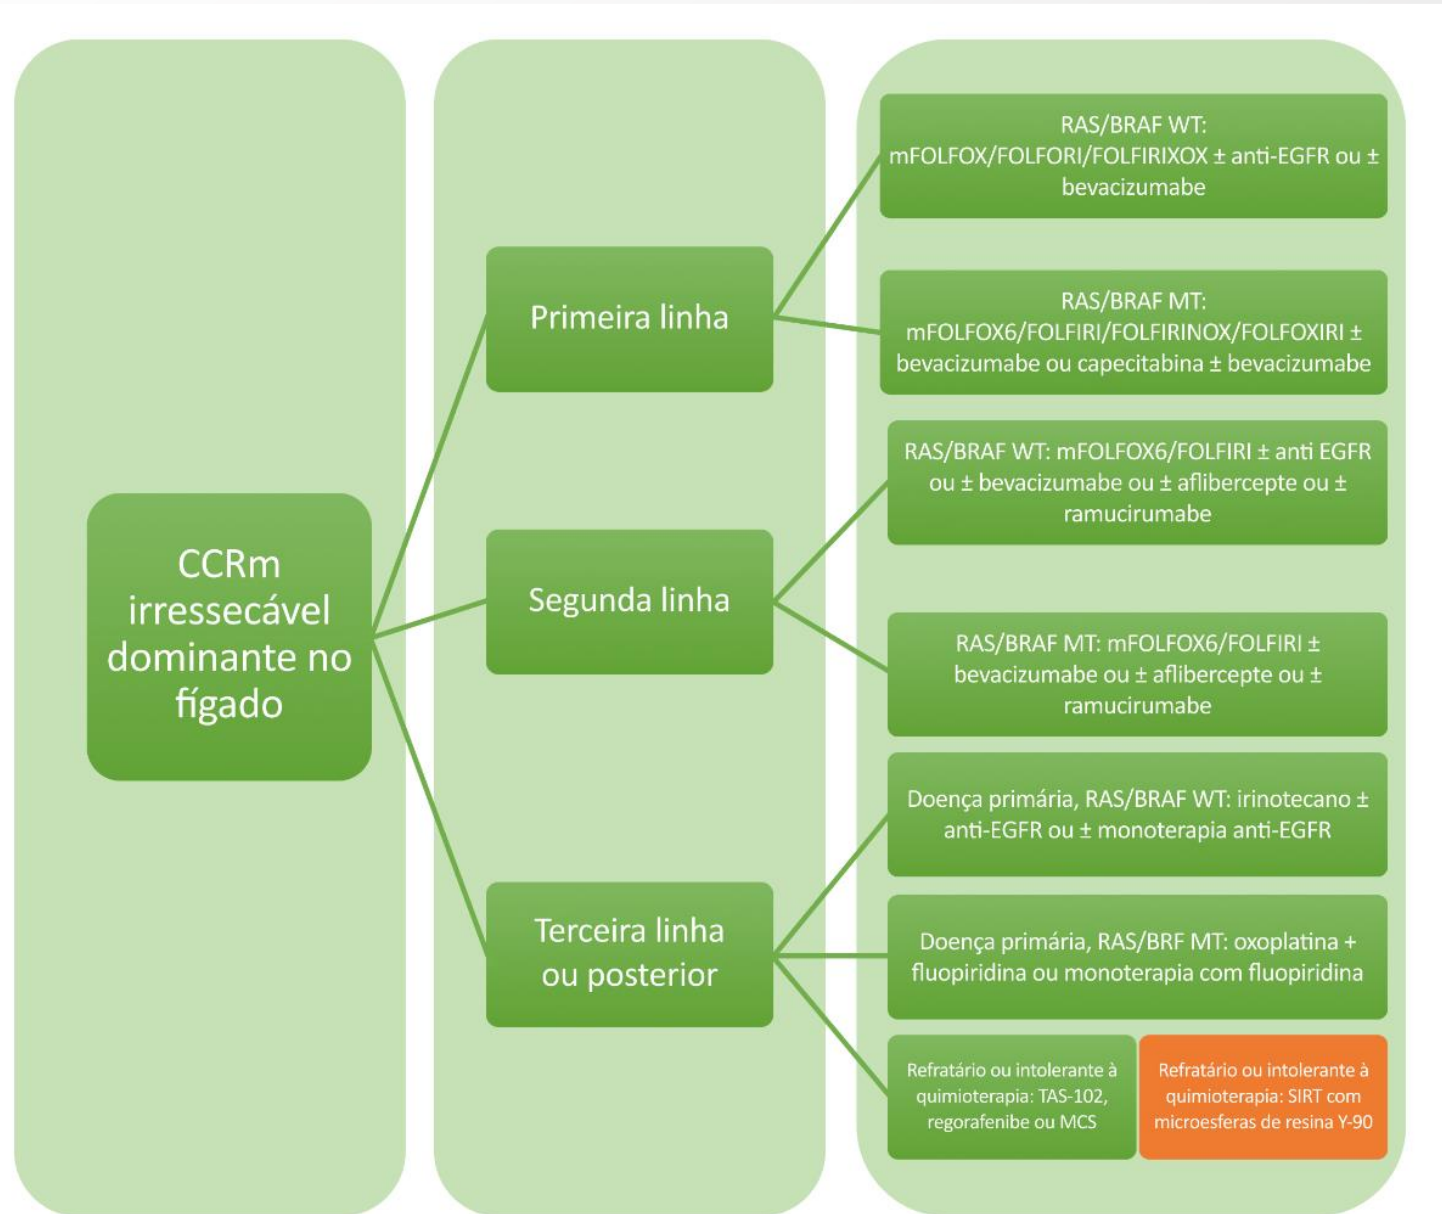 CCRm
irressecável
dominante no
fígado
Primeira linha
RAS/BRAF WT:
mFOLFOX/FOLFORI/FOLFIRIXOX ± anti-EGFR ou ±
bevacizumabe
RAS/BRAF MT:
mFOLFOX6/FOLFIRI/FOLFIRINOX/FOLFOXIRI ±
bevacizumabe ou capecitabina ± bevacizumabe
Segunda linha
RAS/BRAF WT: mFOLFOX6/FOLFIRI ± anti EGFR
ou ± bevacizumabe ou ± aflibercepte ou ±
ramucirumabe
RAS/BRAF MT: mFOLFOX6/FOLFIRI ±
bevacizumabe ou ± aflibercepte ou ±
ramucirumabe
Terceira linha
ou posterior
Doença primária, RAS/BRAF WT: irinotecano ±
anti-EGFR ou ± monoterapia anti-EGFR
Doença primária, RAS/BRF MT: oxoplatina +
fluopiridina ou monoterapia com fluopiridina
Refratário ou intolerante à
quimioterapia: TAS-102,
regorafenibe ou MCS
Refratário ou intolerante à
quimioterapia: SIRT com
microesferas de resina Y-90